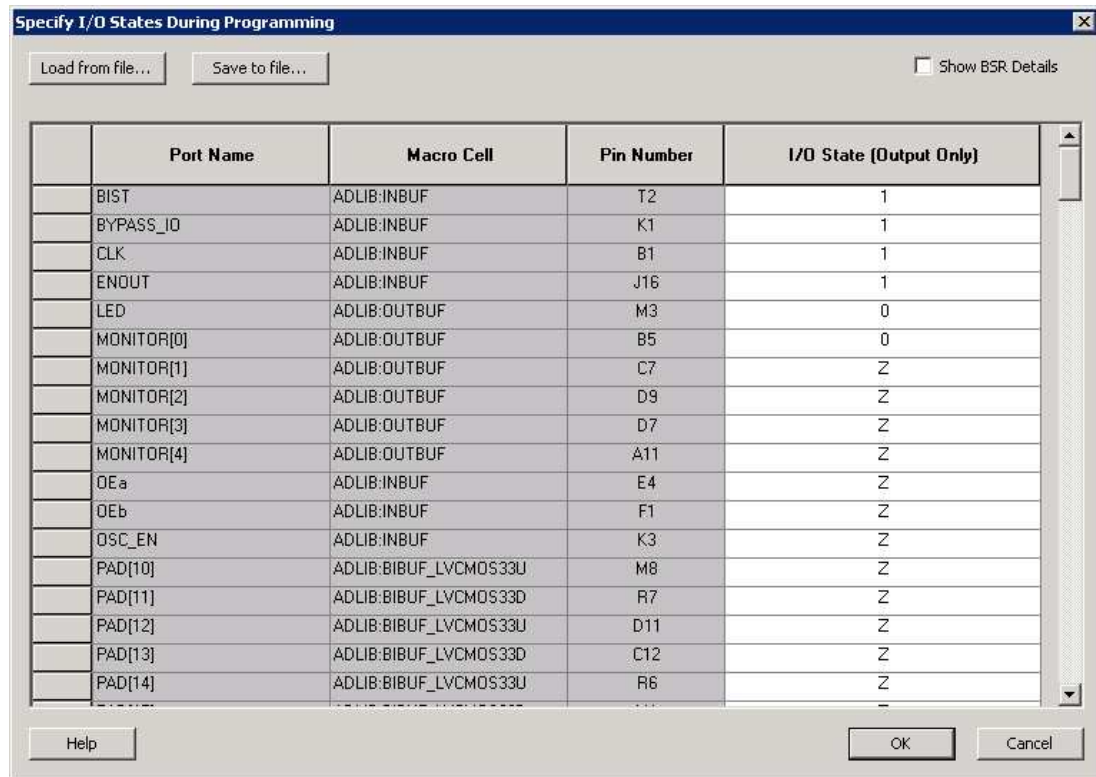 Specify I/O States During Programming
Load from file... Save to file... Show BSR Details
Port Name Macro Cell Pin Number I/O State (Output Only)
BIST ADLIB:INBUF T2 1
BYPASS_IO ADLIB:INBUF K1 1
CLK ADLIB:INBUF B1 1
ENOUT ADLIB:INBUF J16 1
LED ADLIB:OUTBUF M3 0
MONITOR[0] ADLIB:OUTBUF B5 0
MONITOR[1] ADLIB:OUTBUF C7 Z
MONITOR[2] ADLIB:OUTBUF D9 Z
MONITOR[3] ADLIB:OUTBUF D7 Z
MONITOR[4] ADLIB:OUTBUF A11 Z
OEa ADLIB:INBUF E4 Z
OEb ADLIB:INBUF F1 Z
OSC_EN ADLIB:INBUF K3 Z
PAD[10] ADLIB:BIBUF_LVCMOS33U M8 Z
PAD[11] ADLIB:BIBUF_LVCMOS33D R7 Z
PAD[12] ADLIB:BIBUF_LVCMOS33U D11 Z
PAD[13] ADLIB:BIBUF_LVCMOS33D C12 Z
PAD[14] ADLIB:BIBUF_LVCMOS33U R6 Z
Help OK Cancel